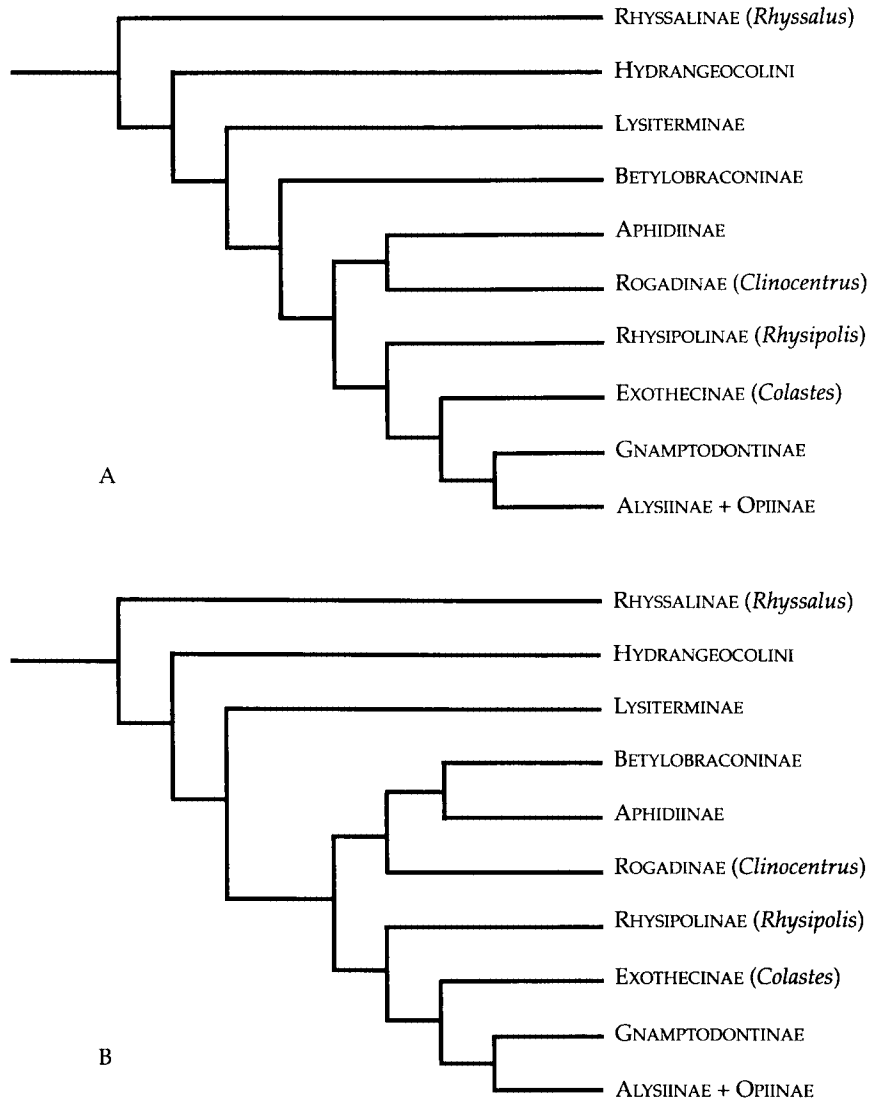 RHYSSALINAE (Rhyssalus)
HYDRANGEOCOLINI
LYSITERMINAE
BETYLOBRACONINAE
APHIDIINAE
ROGADINAE (Clinocentrus)
RHYSIPOLINAE (Rhysipolis)
EXOTHECINAE (Colastes)
GNAMPTODONTINAE
A
ALYSIINAE + OPIINAE
RHYSSALINAE (Rhyssalus)
HYDRANGEOCOLINI
LYSITERMINAE
BETYLOBRACONINAE
APHIDIINAE
ROGADINAE (Clinocentrus)
RHYSIPOLINAE (Rhysipolis)
EXOTHECINAE (Colastes)
GNAMPTODONTINAE
B
ALYSIINAE + OPIINAE